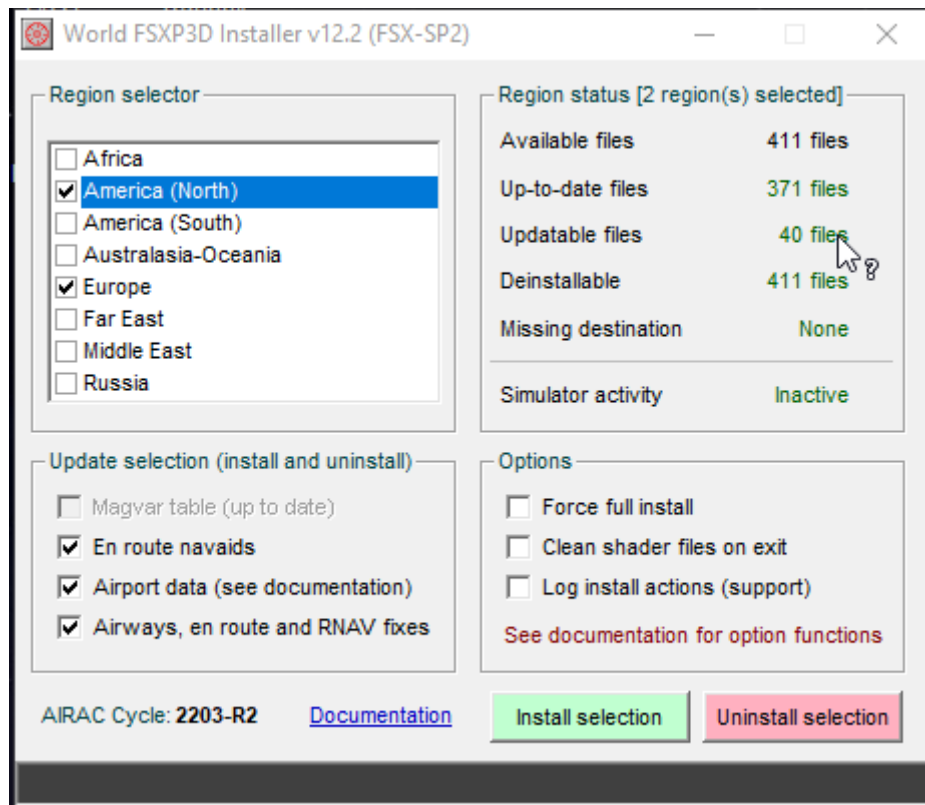 World FSXP3D Installer v12.2 (FSX-SP2)
Region selector
Africa
America (North)
America (South)
Australasia-Oceania
Europe
Far East
Middle East
Russia
Region status [2 region(s) selected]
Available files 411 files
Up-to-date files 371 files
Updatable files 40 files
Deinstallable 411 files
Missing destination None
Simulator activity Inactive
Update selection (install and uninstall)
Magvar table (up to date)
En route navaids
Airport data (see documentation)
Airways, en route and RNAV fixes
Options
Force full install
Clean shader files on exit
Log install actions (support)
See documentation for option functions
AIRAC Cycle: 2203-R2 Documentation Install selection Uninstall selection